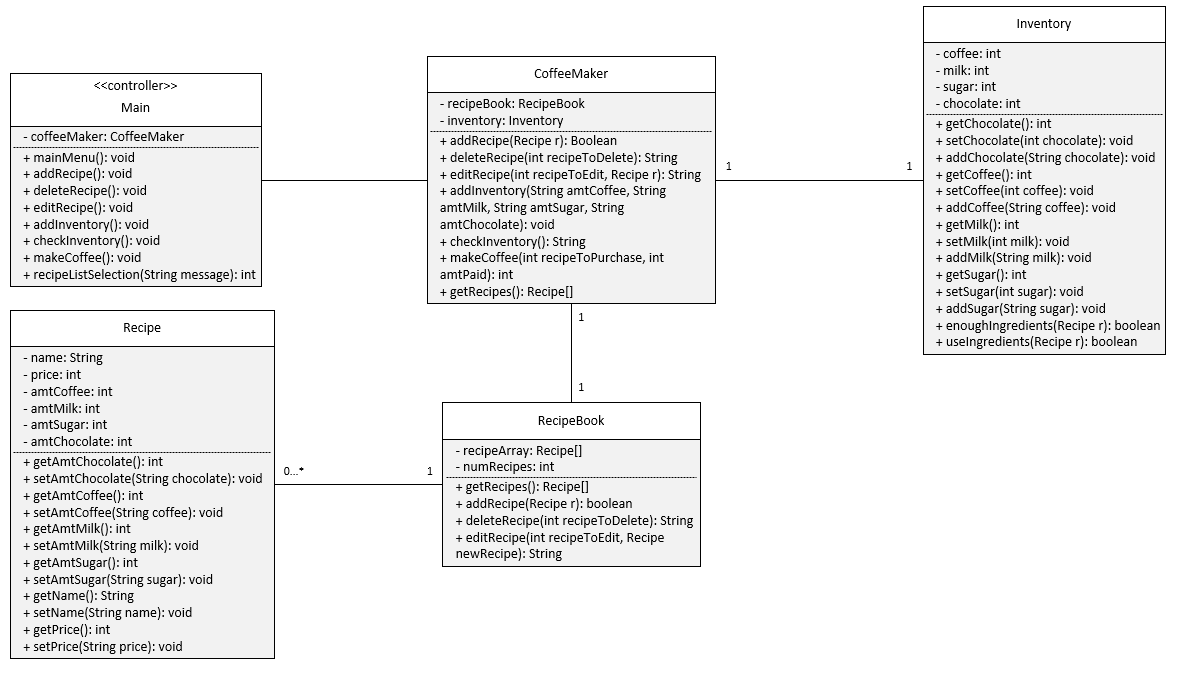 <<controller>>
Main
- coffeeMaker: CoffeeMaker
+ mainMenu(): void
+ addRecipe(): void
+ deleteRecipe(): void
+ editRecipe(): void
+ addInventory(): void
+ checkInventory(): void
+ makeCoffee(): void
+ recipeListSelection(String message): int
CoffeeMaker
- recipeBook: RecipeBook
- inventory: Inventory
+ addRecipe(Recipe r): Boolean
+ deleteRecipe(int recipeToDelete): String
+ editRecipe(int recipeToEdit, Recipe r): String
+ addInventory(String amtCoffee, String
amtMilk, String amtSugar, String
amtChocolate): void
+ checkInventory(): String
+ makeCoffee(int recipeToPurchase, int
amtPaid): int
+ getRecipes(): Recipe[]
1
1
Inventory
- coffee: int
- milk: int
- sugar: int
- chocolate: int
+ getChocolate(): int
+ setChocolate(int chocolate): void
+ addChocolate(String chocolate): void
+ getCoffee(): int
+ setCoffee(int coffee): void
+ addCoffee(String coffee): void
+ getMilk(): int
+ setMilk(int milk): void
+ addMilk(String milk): void
+ getSugar(): int
+ setSugar(int sugar): void
+ addSugar(String sugar): void
+ enoughIngredients(Recipe r): boolean
+ useIngredients(Recipe r): boolean
1
1
Recipe
- name: String
- price: int
- amtCoffee: int
- amtMilk: int
- amtSugar: int
- amtChocolate: int
+ getAmtChocolate(): int
+ setAmtChocolate(String chocolate): void
+ getAmtCoffee(): int
+ setAmtCoffee(String coffee): void
+ getAmtMilk(): int
+ setAmtMilk(String milk): void
+ getAmtSugar(): int
+ setAmtSugar(String sugar): void
+ getName(): String
+ setName(String name): void
+ getPrice(): int
+ setPrice(String price): void
0...*
1
RecipeBook
- recipeArray: Recipe[]
- numRecipes: int
+ getRecipes(): Recipe[]
+ addRecipe(Recipe r): boolean
+ deleteRecipe(int recipeToDelete): String
+ editRecipe(int recipeToEdit, Recipe
newRecipe): String